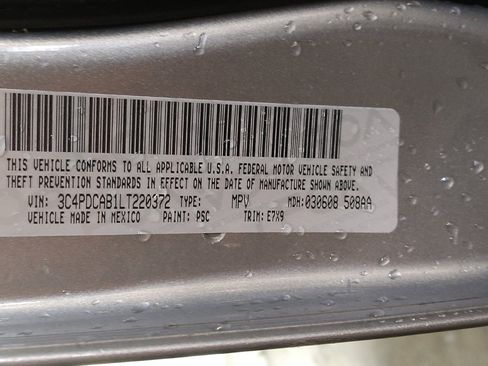 THIS VEHICLE CONFORMS TO ALL APPLICABLE U.S.A. FEDERAL MOTOR VEHICLE SAFETY AND
THEFT PREVENTION STANDARDS IN EFFECT ON THE DATE OF MANUFACTURE SHOWN ABOVE.
VIN: 3C4PDCAB1LT220372 TYPE: MPV MDH: 030608 508AA
VEHICLE MADE IN MEXICO PAINT: PSC TRIM: E7X9